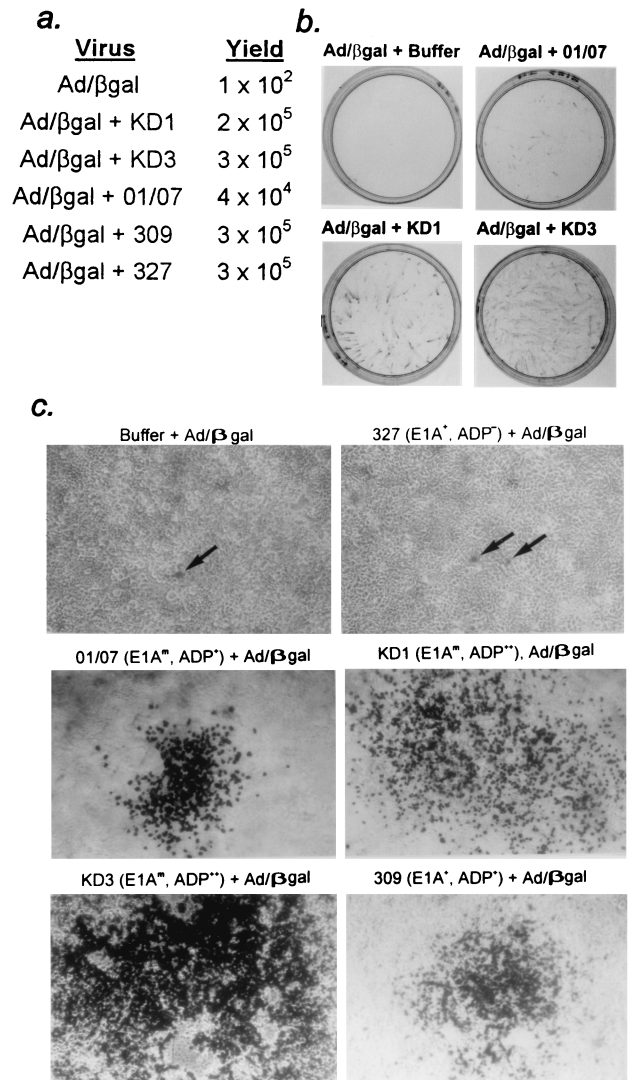 a.
Virus Yield
Ad/βgal 1 x 10²
Ad/βgal + KD1 2 x 10⁵
Ad/βgal + KD3 3 x 10⁵
Ad/βgal + 01/07 4 x 10⁴
Ad/βgal + 309 3 x 10⁵
Ad/βgal + 327 3 x 10⁵
b.
Ad/βgal + Buffer Ad/βgal + 01/07
Ad/βgal + KD1 Ad/βgal + KD3
c.
Buffer + Ad/βgal 327 (E1A⁺, ADP⁻) + Ad/βgal
01/07 (E1Aᵐ, ADP⁺) + Ad/βgal KD1 (E1Aᵐ, ADP⁺⁺), Ad/βgal
KD3 (E1Aᵐ, ADP⁺⁺) + Ad/βgal 309 (E1A⁺, ADP⁺) + Ad/βgal